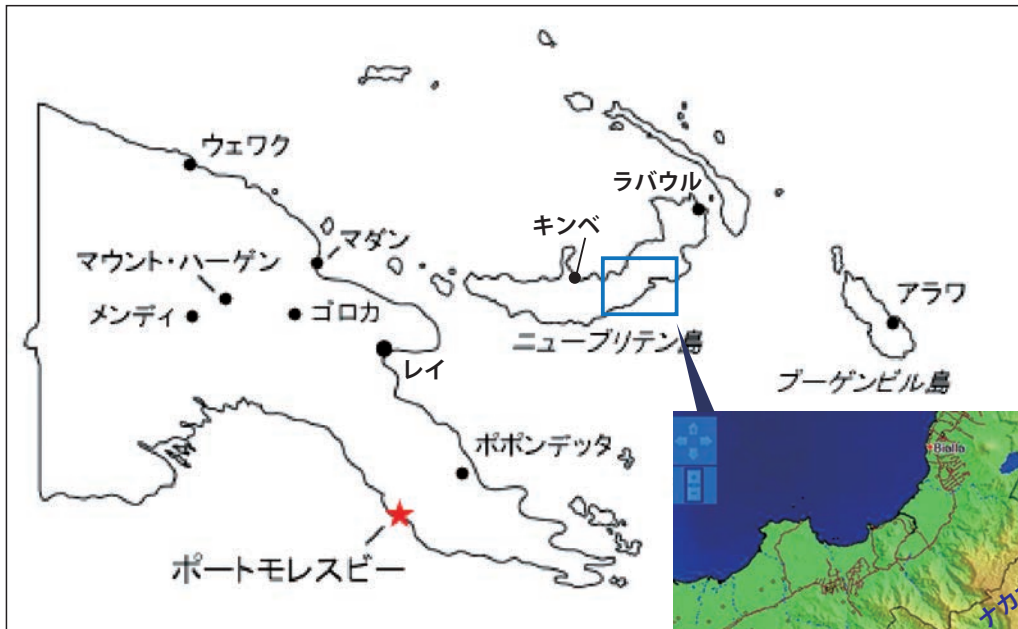 ウェワク
ラバウル
キンベ
マダン
マウント・ハーゲン
メンディ
ゴロカ
アラワ
ニューブリテン島
レイ
ブーゲンビル島
ポポンデッタ
Bialla
ポートモレスビー
ナカ